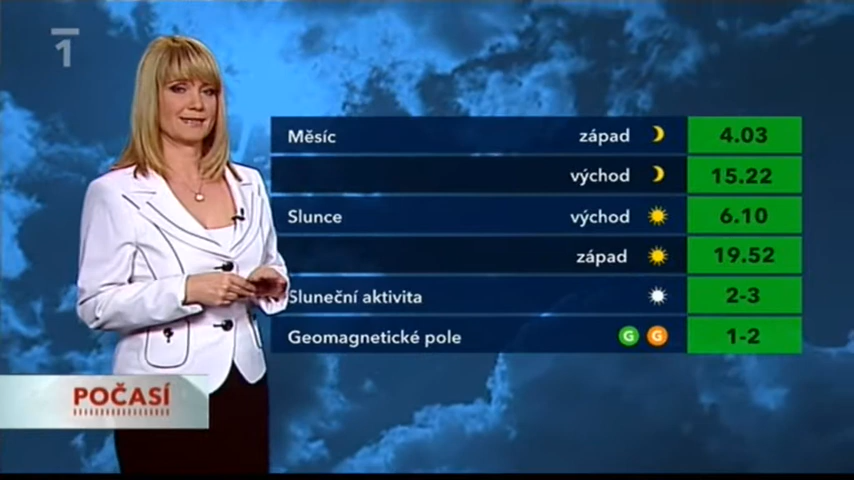 1
Měsíc západ 4.03
východ 15.22
Slunce východ 6.10
západ 19.52
Sluneční aktivita 2-3
Geomagnetické pole G G 1-2
POČASÍ